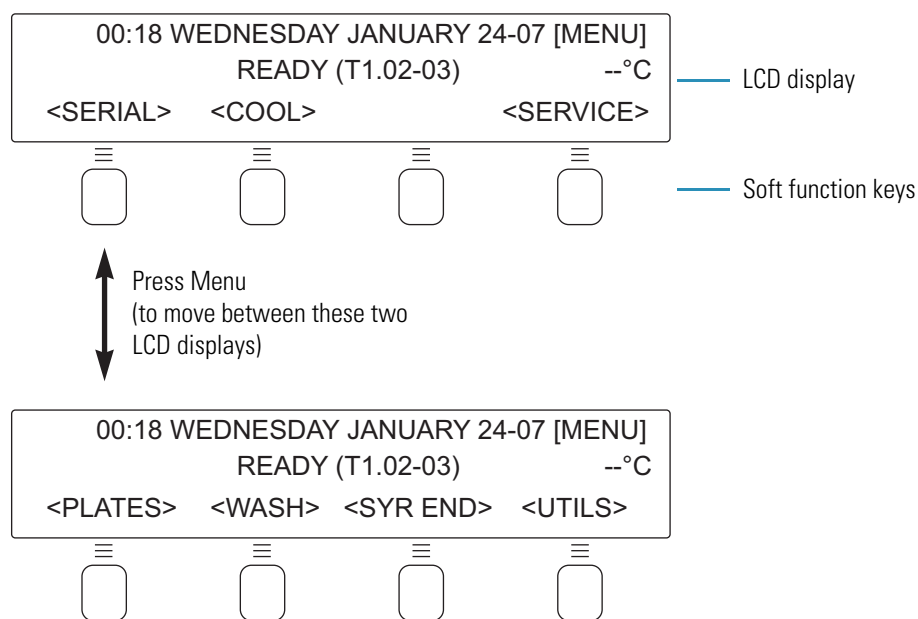 00:18 WEDNESDAY JANUARY 24-07 [MENU]
READY (T1.02-03) --°C
<SERIAL> <COOL> <SERVICE>
LCD display
Soft function keys
Press Menu
(to move between these two
LCD displays)
00:18 WEDNESDAY JANUARY 24-07 [MENU]
READY (T1.02-03) --°C
<PLATES> <WASH> <SYR END> <UTILS>